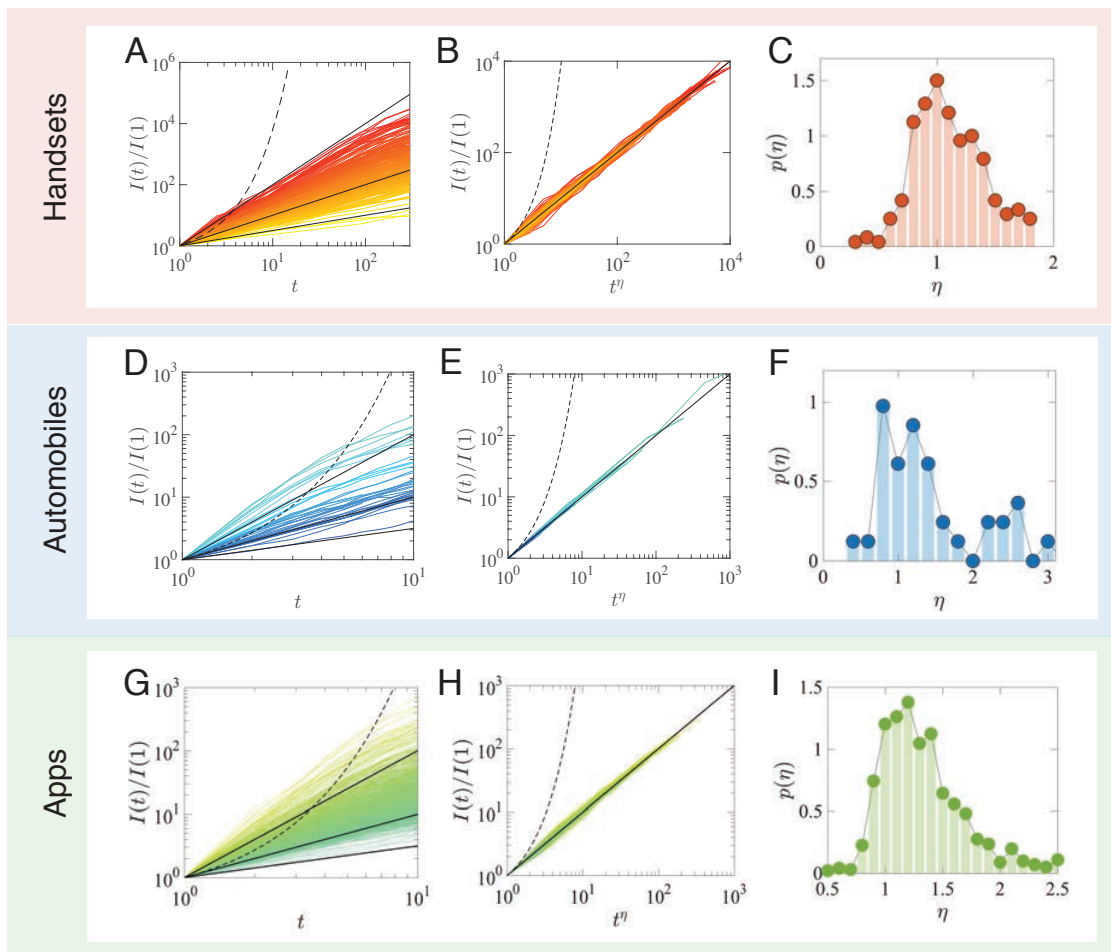 Handsets
A
I(t)/I(1)
10^6
10^4
10^2
10^0
10^0 10^1 10^2
t
B
I(t)/I(1)
10^4
10^2
10^0
10^0 10^2 10^4
t^η
C
p(η)
1.5
1
0.5
0
0 1 2
η
Automobiles
D
I(t)/I(1)
10^3
10^2
10^1
10^0
10^0 10^1
t
E
I(t)/I(1)
10^3
10^2
10^1
10^0
10^0 10^1 10^2 10^3
t^η
F
p(η)
1
0.5
0
0 1 2 3
η
Apps
G
I(t)/I(1)
10^3
10^2
10^1
10^0
10^0 10^1
t
H
I(t)/I(1)
10^3
10^2
10^1
10^0
10^0 10^1 10^2 10^3
t^η
I
p(η)
1.5
1
0.5
0
0.5 1 1.5 2 2.5
η